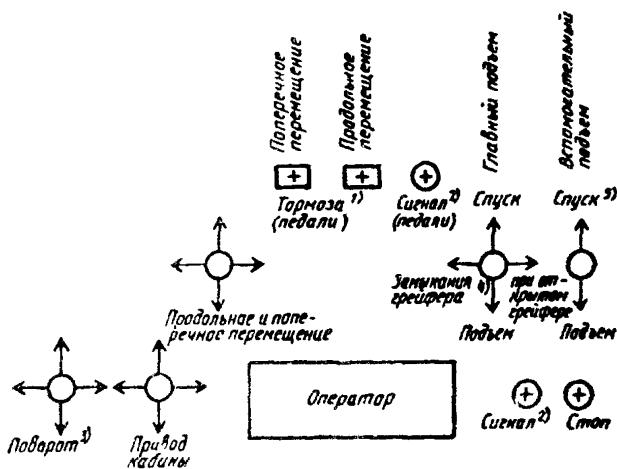 Поперечное
перемещение
Продольное
перемещение
Главный подъем
Вспомогательный
подъем
Тормоза 1)
(педали)
Сигнал 2)
(педали)
Спуск
Спуск 5)
Замыкания
грейфера 4)
при от-
крытом
грейфере
Продольное и попе-
речное перемещение
Подъем
Подъем
Оператор
Поворот 3)
Привод
кабины
Сигнал 2)
Стоп